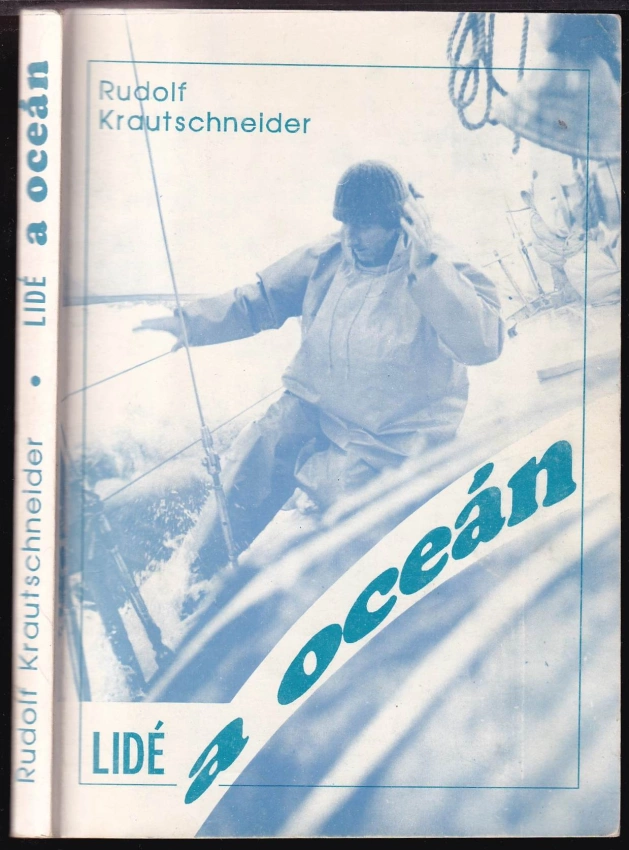 Rudolf Krautschneider • LIDÉ a oceán
Rudolf
Krautschneider
LIDÉ a oceán